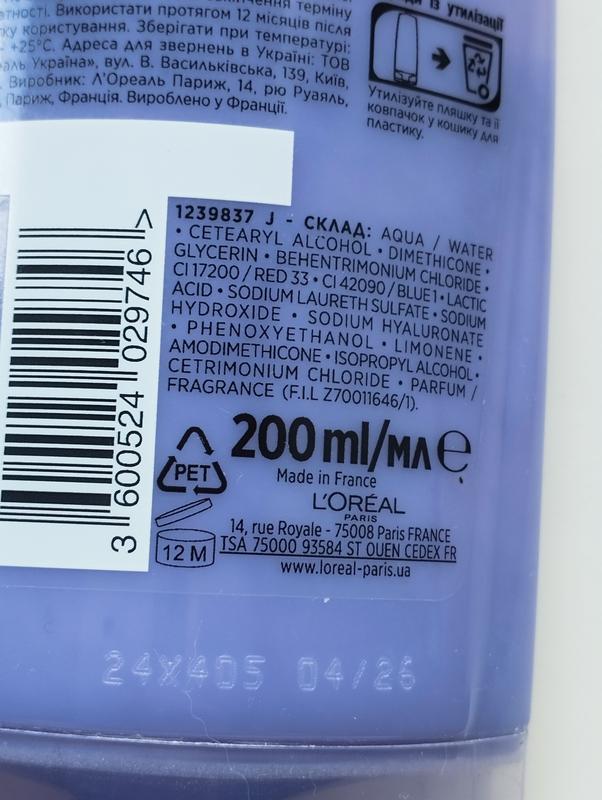 із утилізації
терміну
Використати протягом 12 місяців після
користування. Зберігати при температурі:
+25°C. Адреса для звернень в Україні: ТОВ
Україна», вул. В. Васильківська, 139, Київ,
Виробник: Л'Ореаль Париж, 14, рю Руаяль,
Париж, Франція. Вироблено у Франції.
Утилізуйте пляшку та її
ковпачок у кошику для
пластику.
1239837 J - СКЛАД: AQUA / WATER
• CETEARYL ALCOHOL • DIMETHICONE •
GLYCERIN • BEHENTRIMONIUM CHLORIDE •
CI 17200 / RED 33 • CI 42090 / BLUE1 • LACTIC
ACID • SODIUM LAURETH SULFATE • SODIUM
HYDROXIDE • SODIUM HYALURONATE
• PHENOXYETHANOL • LIMONENE •
AMODIMETHICONE • ISOPROPYL ALCOHOL •
CETRIMONIUM CHLORIDE • PARFUM /
FRAGRANCE (F.I.L Z70011646/1).
3 600524 029746 >
200 ml/мл e
PET
Made in France
L'ORÉAL
PARIS
12 M
14, rue Royale - 75008 Paris FRANCE
TSA 75000 93584 ST OUEN CEDEX FR
www.loreal-paris.ua
24X405 04/26